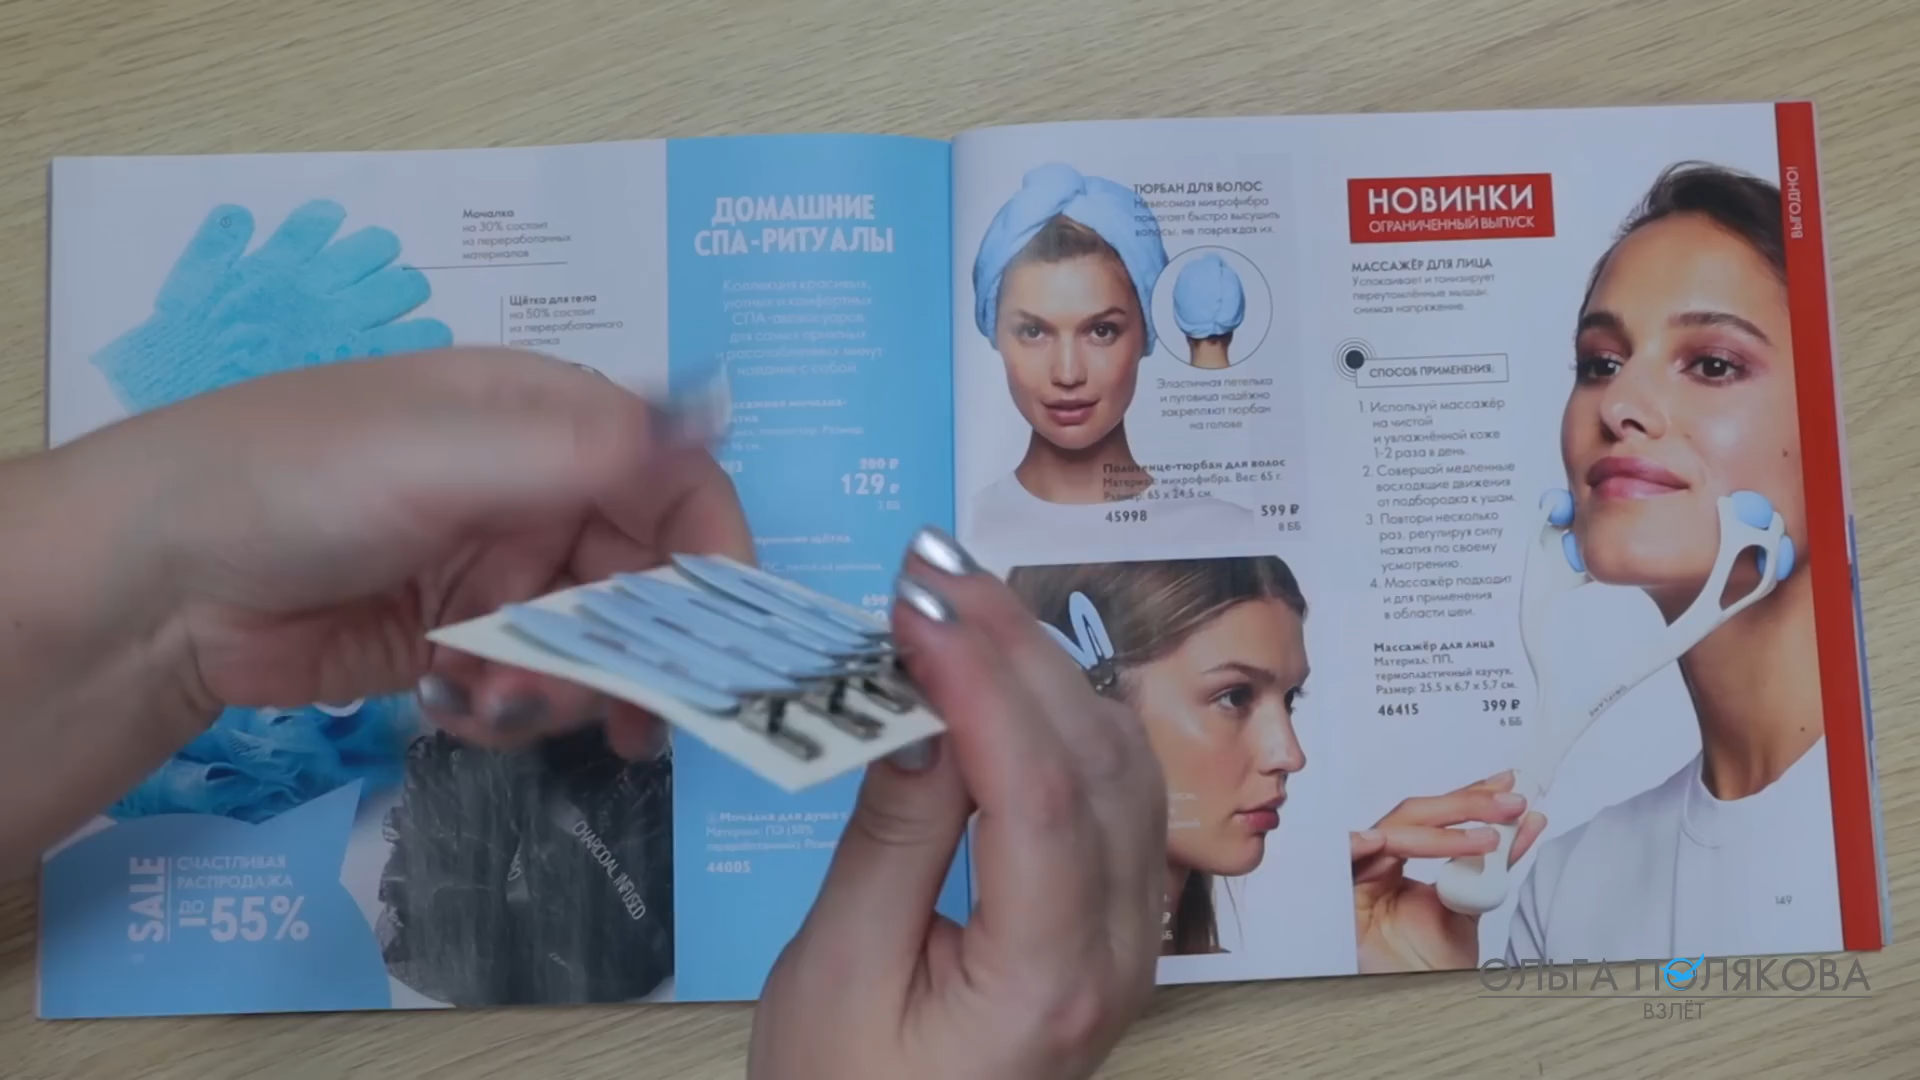 Мочалка
на 30% состоит
из переработанных
материалов
Щётка для тела
на 50% состоит
из переработанного
пластика
SALE
СЧАСТЛИВАЯ
РАСПРОДАЖА
ДО
-55%
CHARCOAL INFUSED
ДОМАШНИЕ
СПА-РИТУАЛЫ
Коллекция красивых,
уютных и комфортных
СПА-аксессуаров
для самых приятных
и расслабленных минут
наедине с собой.
129 ₽
Мочалка для душа
Материал: ПЭ (50%
44005
ТЮРБАН ДЛЯ ВОЛОС
Невесомая микрофибра
помогает быстро высушить
волосы, не повреждая их.
Эластичная петелька
и пуговица надёжно
закрепляют тюрбан
на голове
Полотенце-тюрбан для волос
Материал: микрофибра. Вес: 65 г.
Размер: 65 x 24,5 см.
45998
599 ₽
8 ББ
НОВИНКИ
ОГРАНИЧЕННЫЙ ВЫПУСК
МАССАЖЁР ДЛЯ ЛИЦА
Успокаивает и тонизирует
переутомлённые мышцы,
снимая напряжение.
СПОСОБ ПРИМЕНЕНИЯ:
1. Используй массажёр
на чистой
и увлажнённой коже
1-2 раза в день.
2. Совершай медленные
восходящие движения
от подбородка к ушам.
3. Повтори несколько
раз, регулируя силу
нажатия по своему
усмотрению.
4. Массажёр подходит
и для применения
в области шеи.
Массажёр для лица
Материал: ПП,
термопластичный каучук.
Размер: 25,5 x 6,7 x 5,7 см.
46415
399 ₽
6 ББ
ВЫГОДНО!
149
ОЛЬГА ПОЛЯКОВА
ВЗЛЁТ